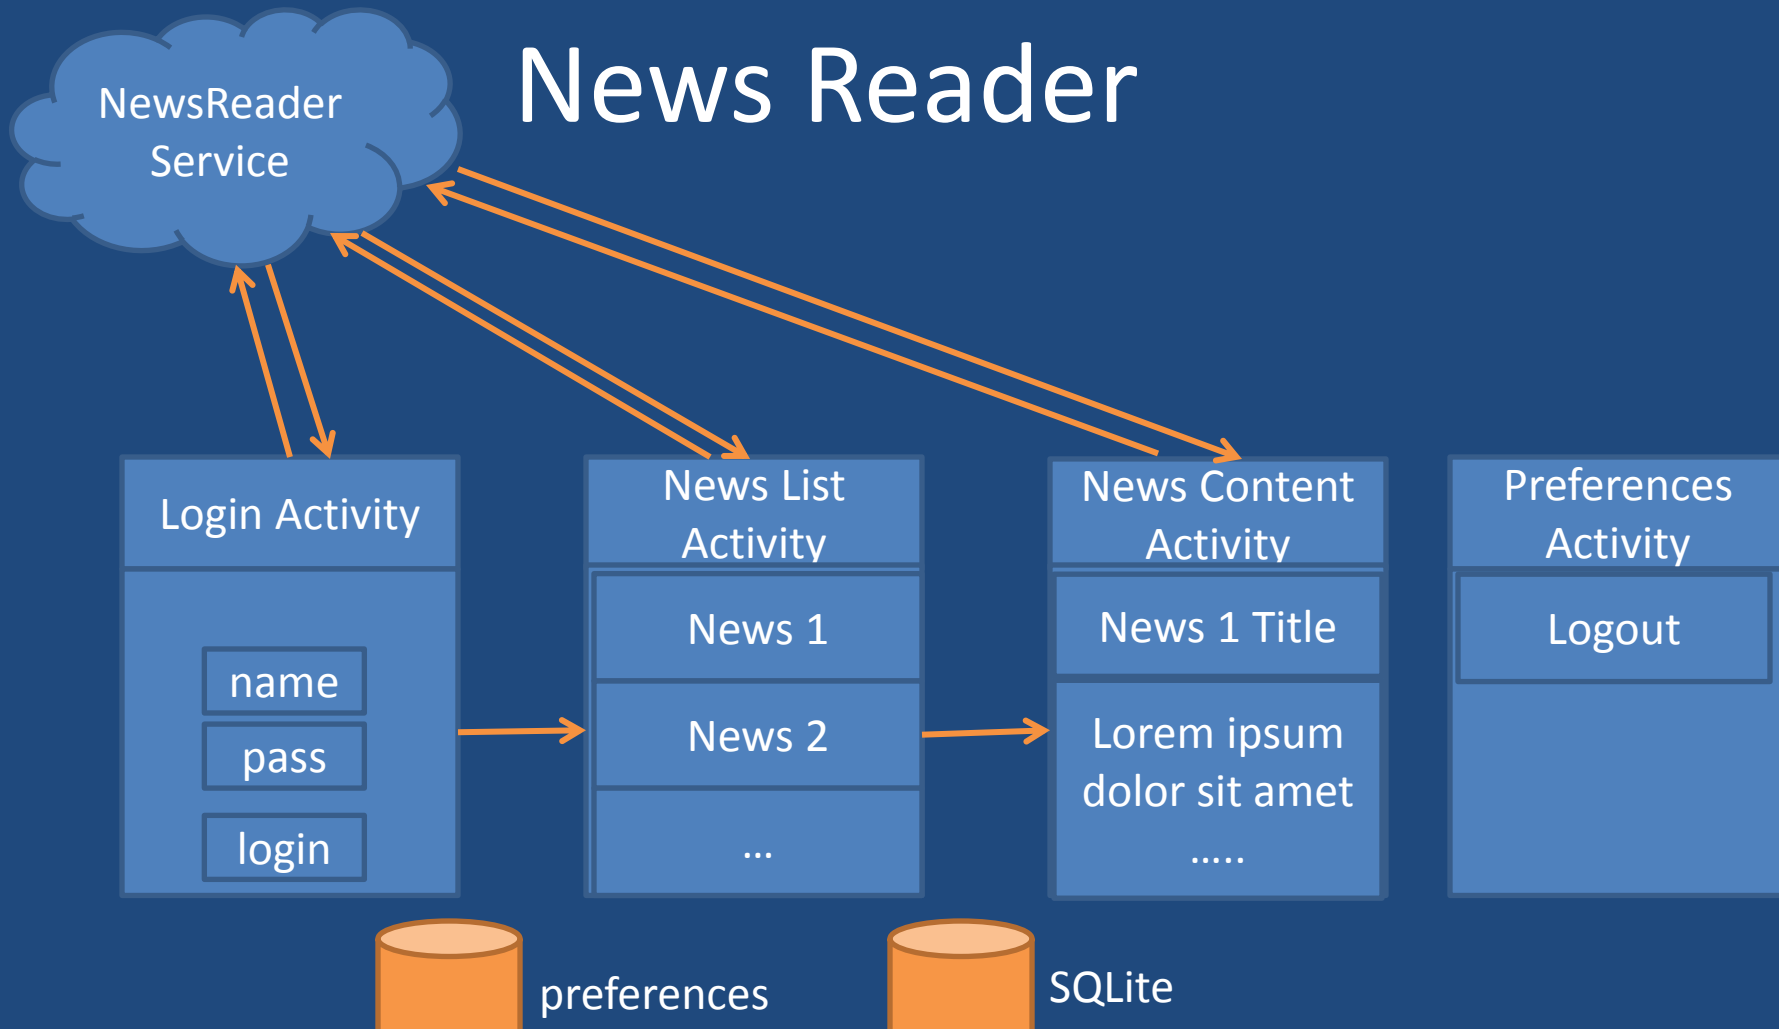 News Reader
NewsReader
Service
Login Activity
name
pass
login
News List
Activity
News 1
News 2
...
News Content
Activity
News 1 Title
Lorem ipsum
dolor sit amet
.....
Preferences
Activity
Logout
preferences
SQLite